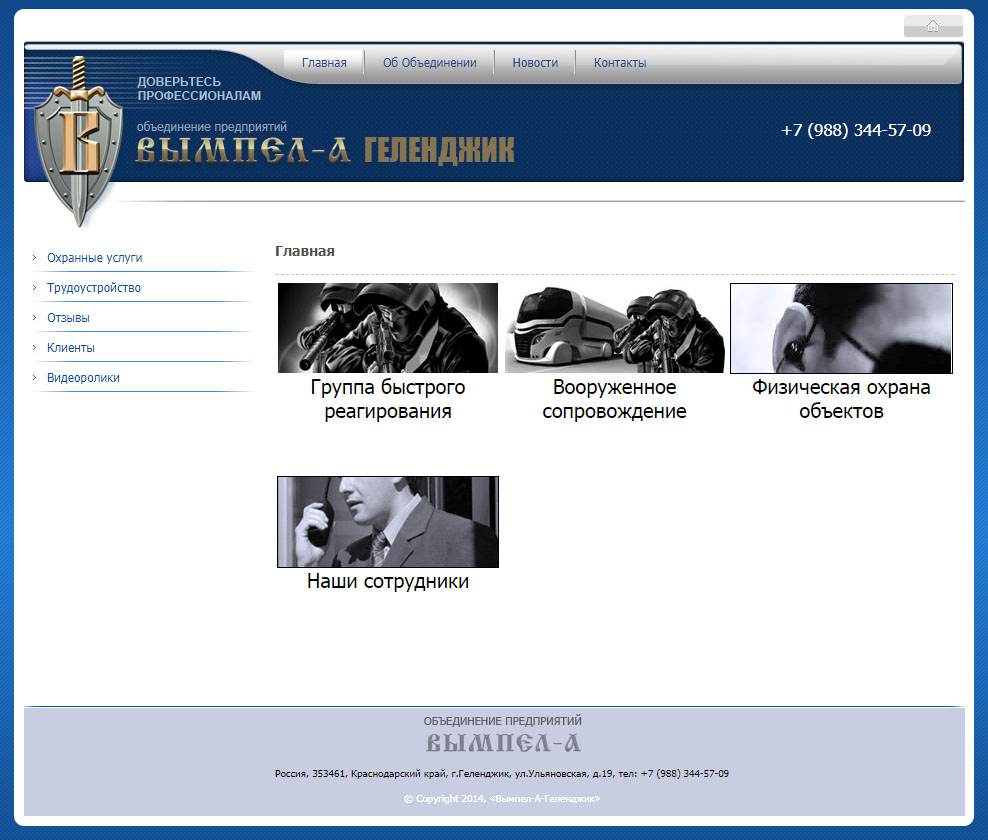 Главная
Об Объединении
Новости
Контакты
ДОВЕРЬТЕСЬ
ПРОФЕССИОНАЛАМ
объединение предприятий
ВЫМПЕЛ-А ГЕЛЕНДЖИК
+7 (988) 344-57-09
Охранные услуги
Трудоустройство
Отзывы
Клиенты
Видеоролики
Главная
Группа быстрого
реагирования
Вооруженное
сопровождение
Физическая охрана
объектов
Наши сотрудники
ОБЪЕДИНЕНИЕ ПРЕДПРИЯТИЙ
ВЫМПЕЛ-А
Россия, 353461, Краснодарский край, г.Геленджик, ул.Ульяновская, д.19, тел: +7 (988) 344-57-09
© Copyright 2014, «Вымпел-А-Геленджик»